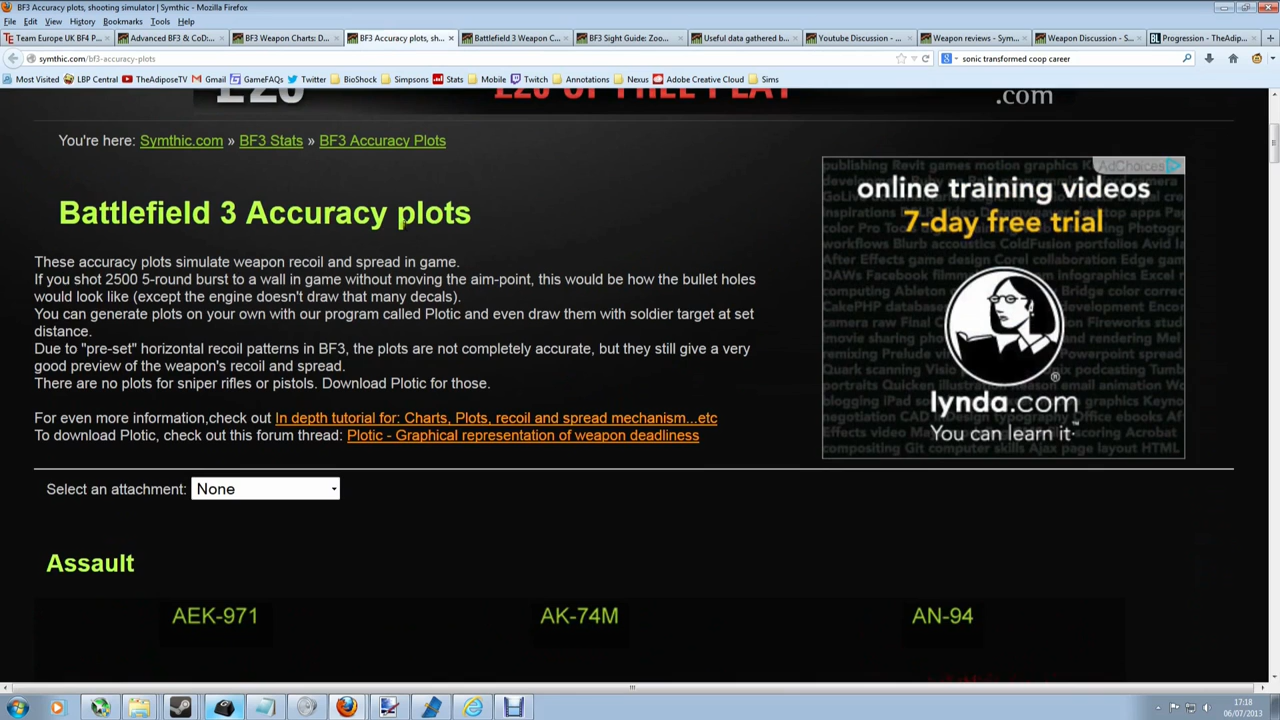 BF3 Accuracy plots, shooting simulator | Symthic - Mozilla Firefox
File Edit View History Bookmarks Tools Help
Team Europe UK BF4 P... Advanced BF3 & CoD:... BF3 Weapon Charts: D... BF3 Accuracy plots, sh... Battlefield 3 Weapon C... BF3 Sight Guide: Zoo... Useful data gathered b... Youtube Discussion - ... Weapon reviews - Sym... Weapon Discussion - S... Progression - TheAdip...
symthic.com/bf3-accuracy-plots sonic transformed coop career
Most Visited LBP Central TheAdiposeTV Gmail GameFAQs Twitter BioShock Simpsons Stats Mobile Twitch Annotations Nexus Adobe Creative Cloud Sims
£20 £20 OF FREE PLAY .com
You're here: Symthic.com » BF3 Stats » BF3 Accuracy Plots
AdChoices
online training videos
7-day free trial
Battlefield 3 Accuracy plots
These accuracy plots simulate weapon recoil and spread in game.
If you shot 2500 5-round burst to a wall in game without moving the aim-point, this would be how the bullet holes
would look like (except the engine doesn't draw that many decals).
You can generate plots on your own with our program called Plotic and even draw them with soldier target at set
distance.
Due to "pre-set" horizontal recoil patterns in BF3, the plots are not completely accurate, but they still give a very
good preview of the weapon's recoil and spread.
There are no plots for sniper rifles or pistols. Download Plotic for those.
lynda.com
You can learn it.™
For even more information,check out In depth tutorial for: Charts, Plots, recoil and spread mechanism...etc
To download Plotic, check out this forum thread: Plotic - Graphical representation of weapon deadliness
Select an attachment: None
Assault
AEK-971 AK-74M AN-94
17:18
06/07/2013